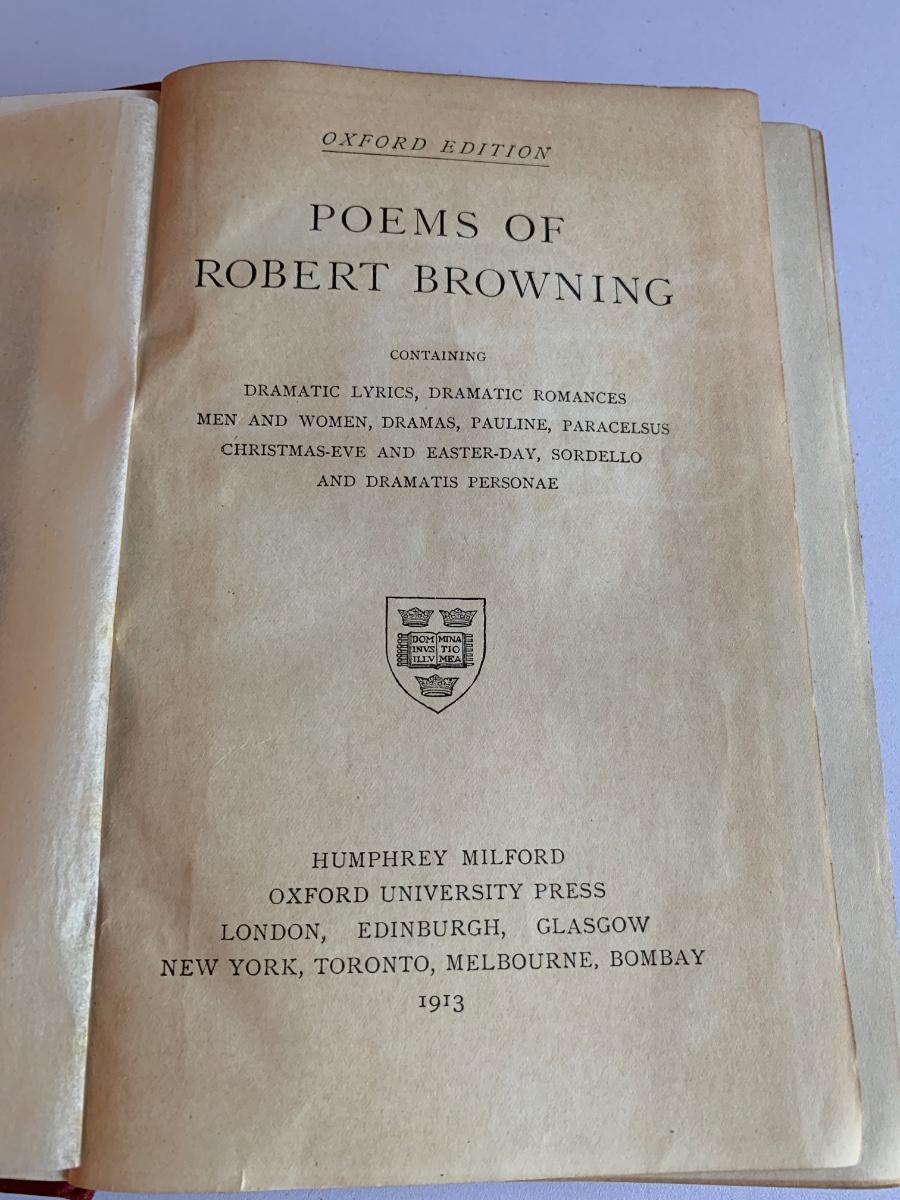 OXFORD EDITION
POEMS OF
ROBERT BROWNING
CONTAINING
DRAMATIC LYRICS, DRAMATIC ROMANCES
MEN AND WOMEN, DRAMAS, PAULINE, PARACELSUS
CHRISTMAS-EVE AND EASTER-DAY, SORDELLO
AND DRAMATIS PERSONAE
DOM MINA
INVS TIO
ILLV MEA
HUMPHREY MILFORD
OXFORD UNIVERSITY PRESS
LONDON, EDINBURGH, GLASGOW
NEW YORK, TORONTO, MELBOURNE, BOMBAY
1913